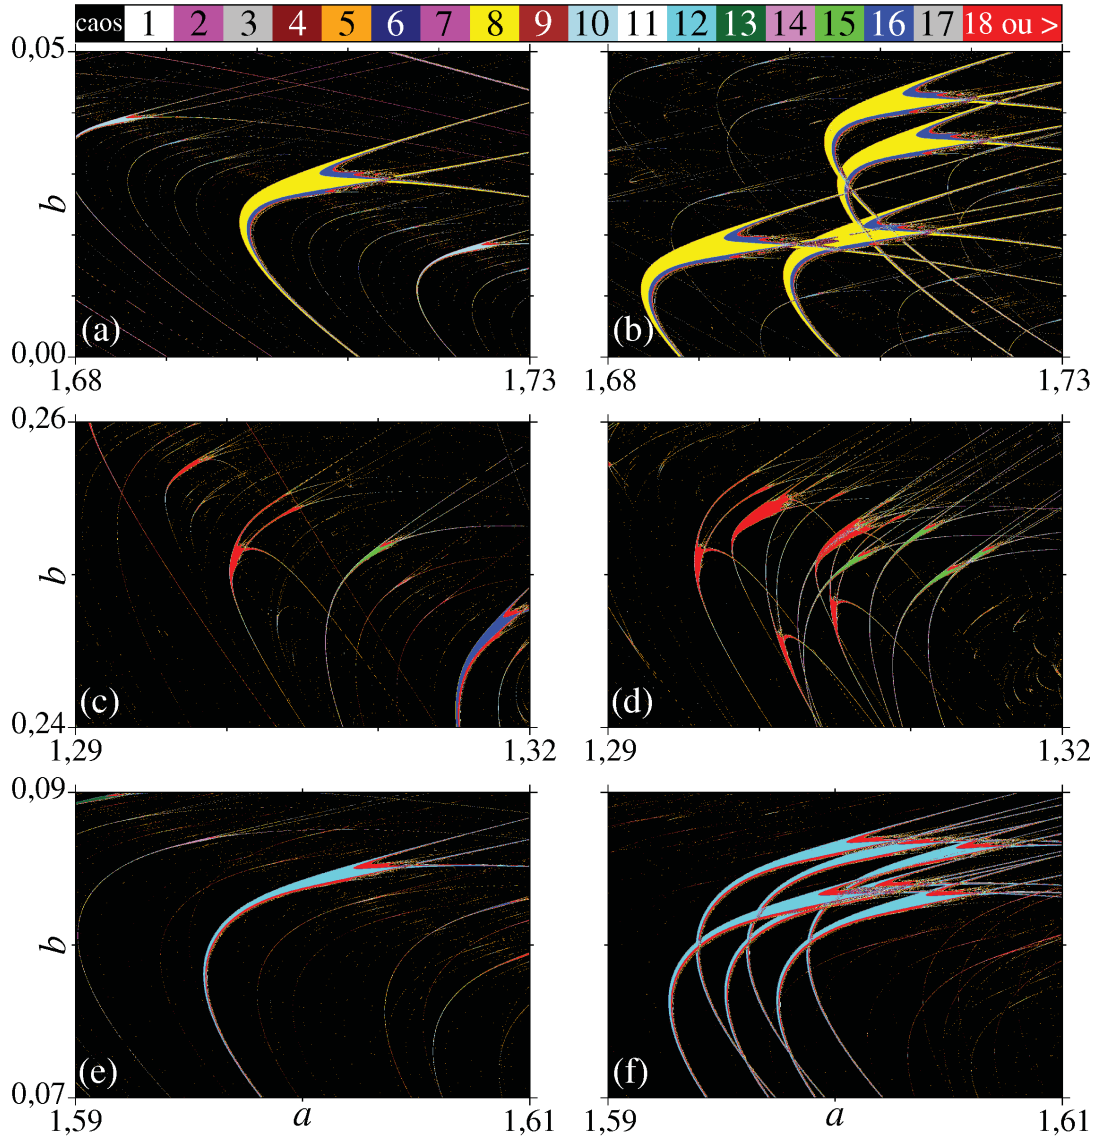 caos 1 2 3 4 5 6 7 8 9 10 11 12 13 14 15 16 17 18 ou >
0,05
b
b
(a)
(b)
0,00
1,68
1,73
1,68
1,73
0,26
b
b
(c)
(d)
0,24
1,29
1,32
1,29
1,32
0,09
b
b
(e)
(f)
0,07
1,59
a
1,61
1,59
a
1,61